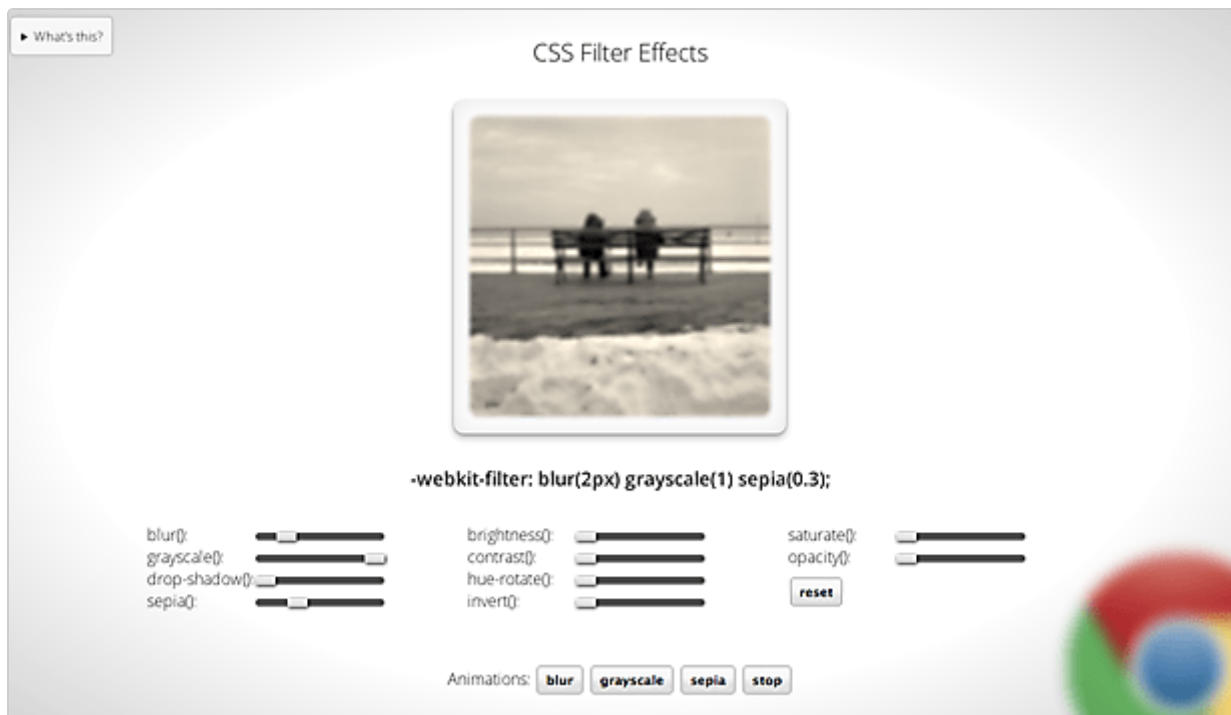 ▸ What's this?
CSS Filter Effects
-webkit-filter: blur(2px) grayscale(1) sepia(0.3);
blur():
grayscale():
drop-shadow():
sepia():
brightness():
contrast():
hue-rotate():
invert():
saturate():
opacity():
reset
Animations: blur grayscale sepia stop